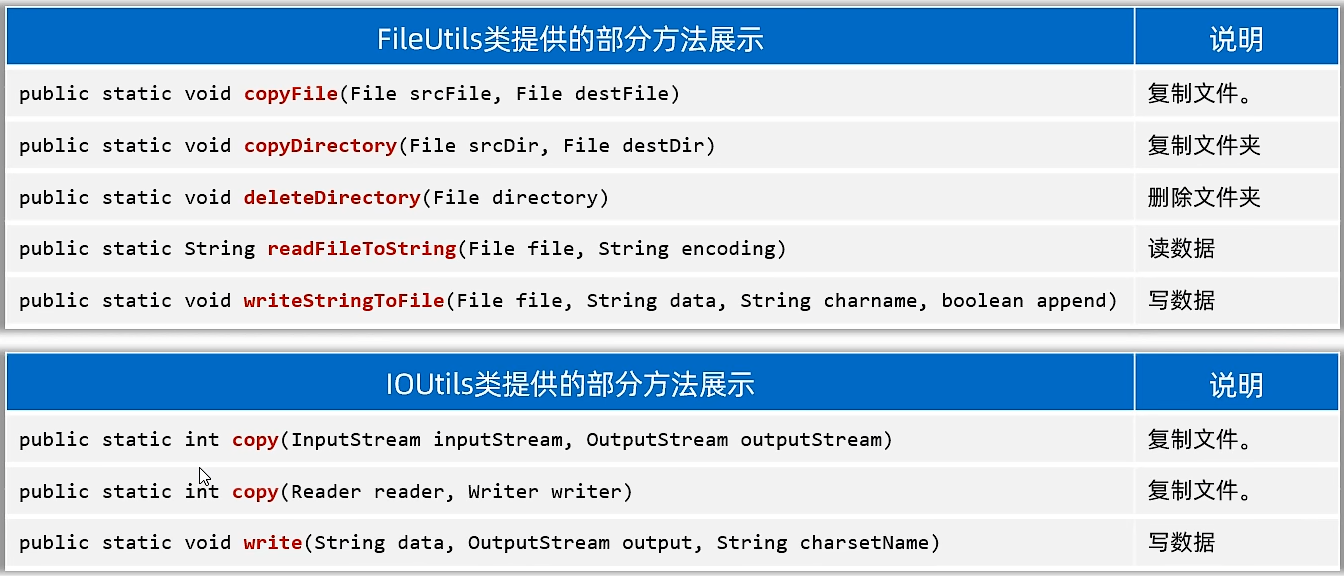 FileUtils类提供的部分方法展示 说明
public static void copyFile(File srcFile, File destFile) 复制文件。
public static void copyDirectory(File srcDir, File destDir) 复制文件夹
public static void deleteDirectory(File directory) 删除文件夹
public static String readFileToString(File file, String encoding) 读数据
public static void writeStringToFile(File file, String data, String charname, boolean append) 写数据
IOUtils类提供的部分方法展示 说明
public static int copy(InputStream inputStream, OutputStream outputStream) 复制文件。
public static int copy(Reader reader, Writer writer) 复制文件。
public static void write(String data, OutputStream output, String charsetName) 写数据